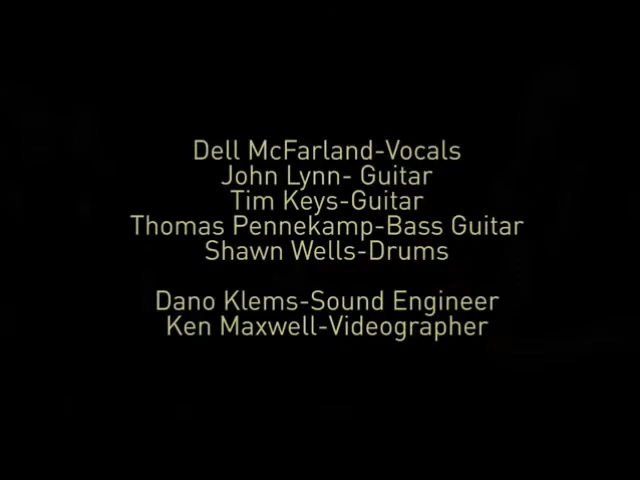 Dell McFarland-Vocals
John Lynn- Guitar
Tim Keys-Guitar
Thomas Pennekamp-Bass Guitar
Shawn Wells-Drums
Dano Klems-Sound Engineer
Ken Maxwell-Videographer